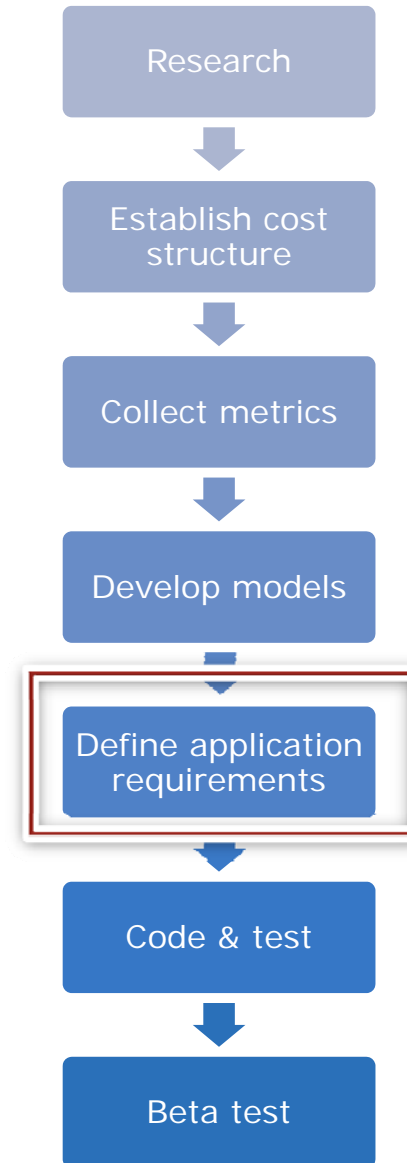 Research
Establish cost
structure
Collect metrics
Develop models
Define application
requirements
Code & test
Beta test